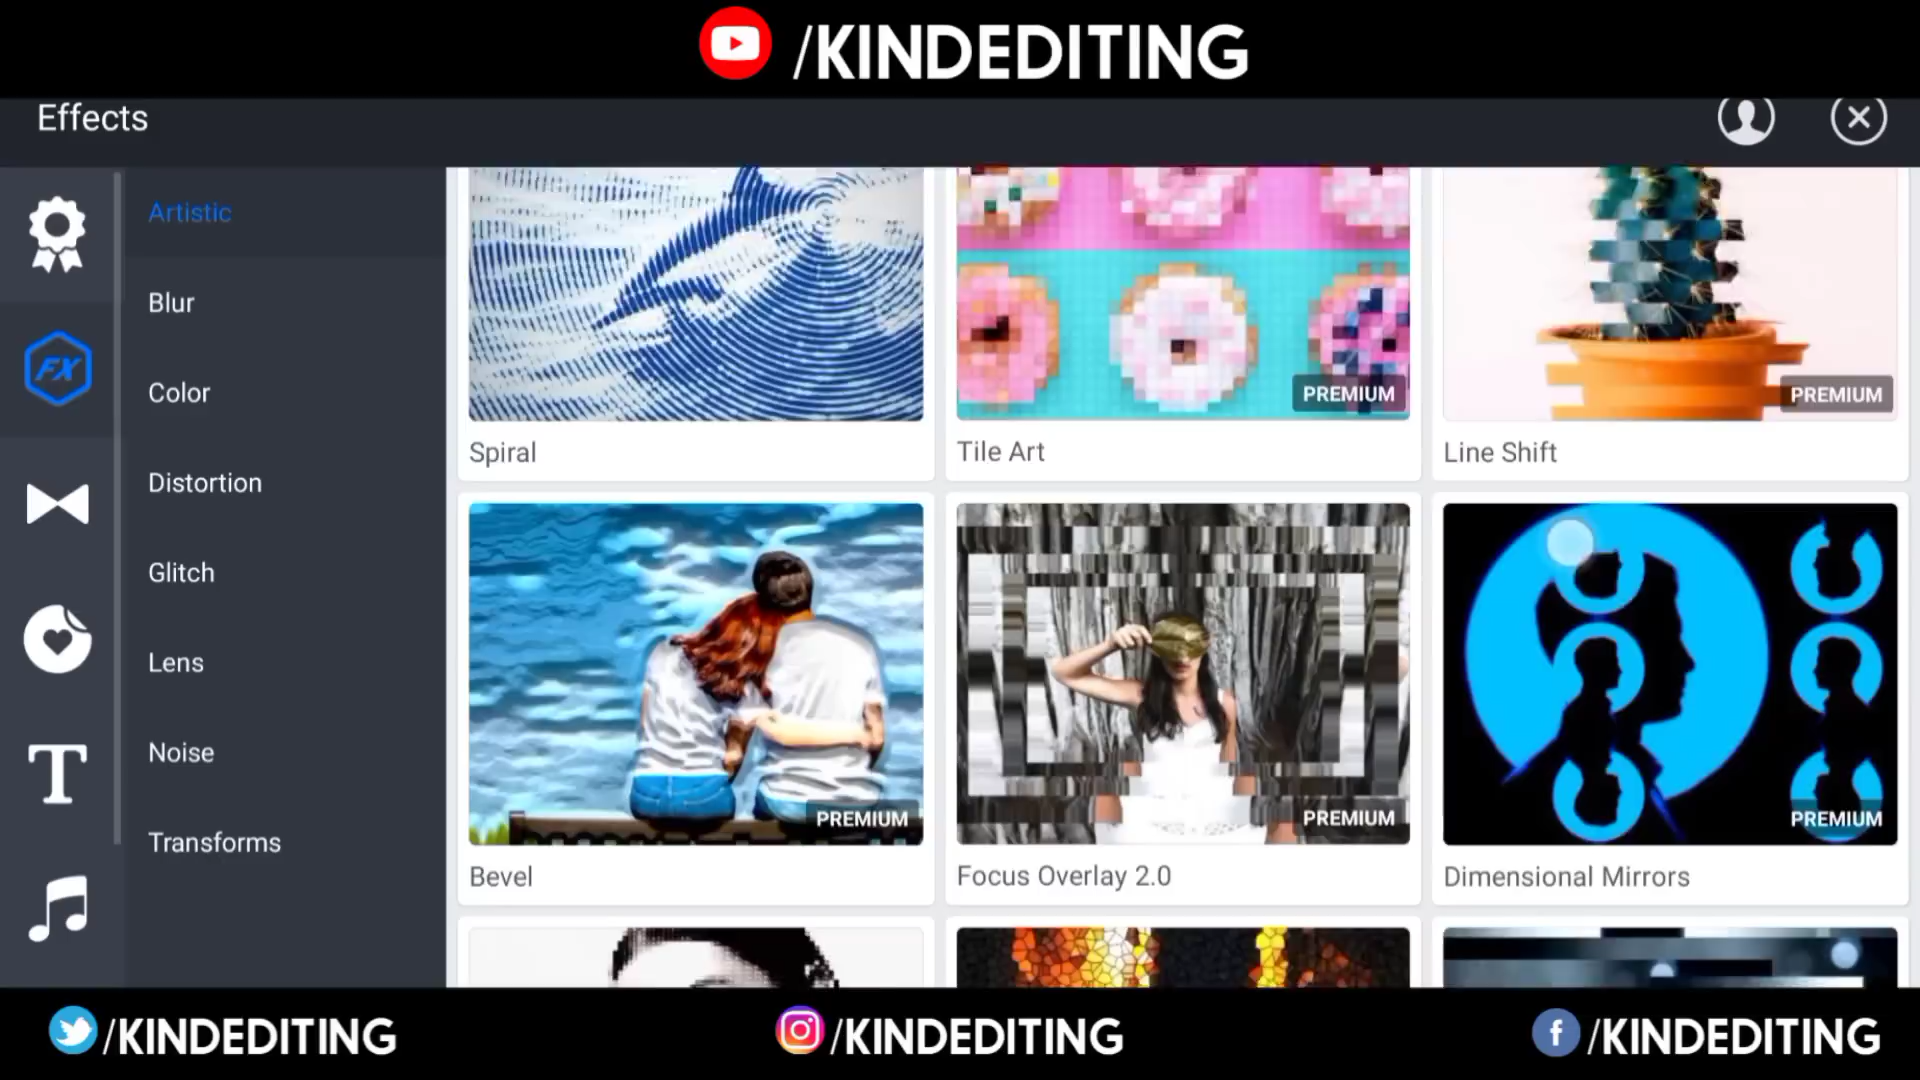 /KINDEDITING
Effects
Artistic
Blur
Color
Distortion
Glitch
Lens
Noise
Transforms
FX
T
PREMIUM
PREMIUM
Spiral
Tile Art
Line Shift
PREMIUM
PREMIUM
PREMIUM
Bevel
Focus Overlay 2.0
Dimensional Mirrors
/KINDEDITING
/KINDEDITING
f
/KINDEDITING